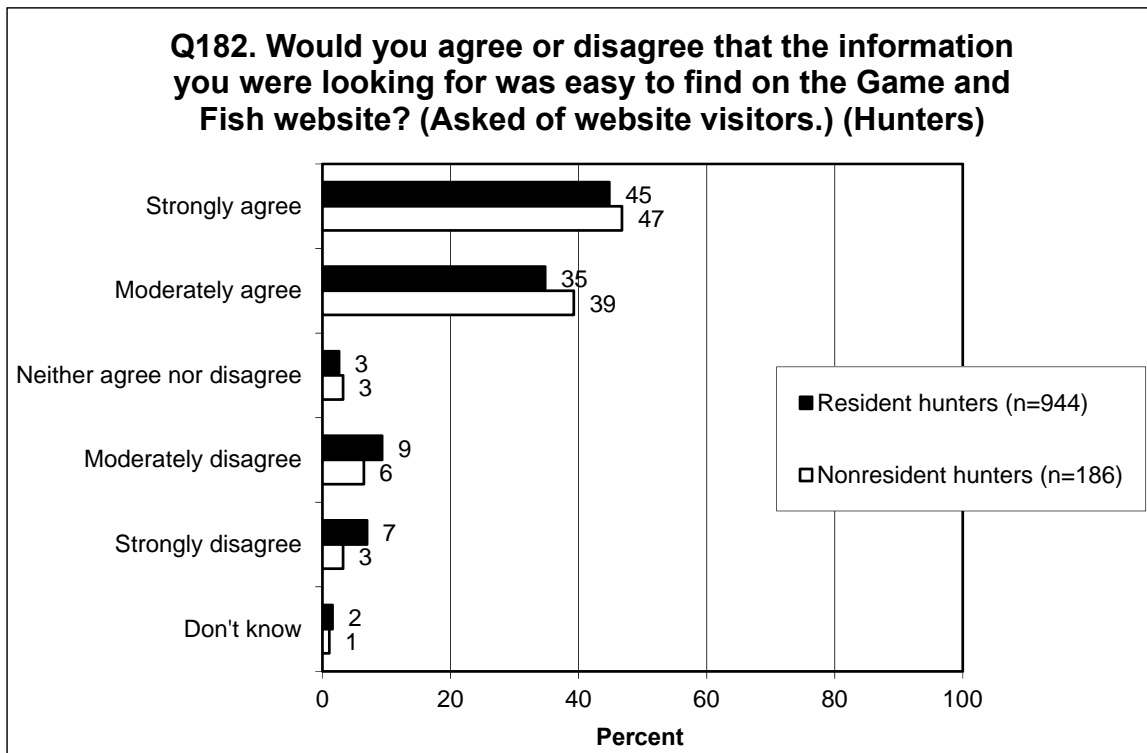 Q182. Would you agree or disagree that the information
you were looking for was easy to find on the Game and
Fish website? (Asked of website visitors.) (Hunters)
Strongly agree
45
47
Moderately agree
35
39
Neither agree nor disagree
3
3
Moderately disagree
9
6
Strongly disagree
7
3
Don't know
2
1
Resident hunters (n=944)
Nonresident hunters (n=186)
0 20 40 60 80 100
Percent